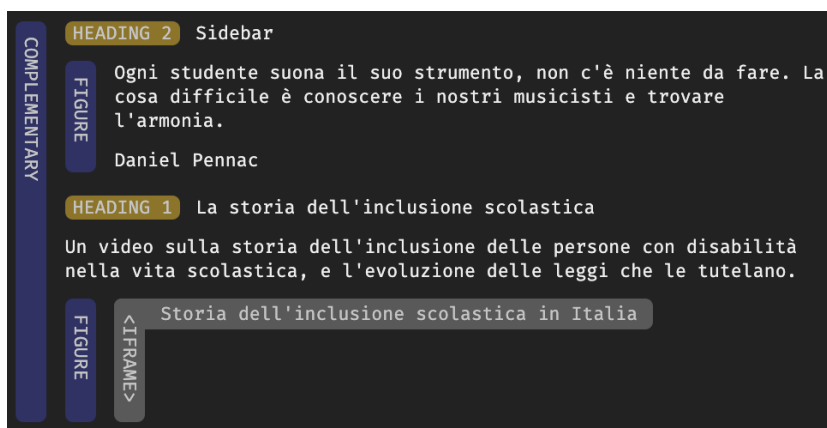 COMPLEMENTARY
HEADING 2 Sidebar
FIGURE
Ogni studente suona il suo strumento, non c'è niente da fare. La
cosa difficile è conoscere i nostri musicisti e trovare
l'armonia.
Daniel Pennac
HEADING 1 La storia dell'inclusione scolastica
Un video sulla storia dell'inclusione delle persone con disabilità
nella vita scolastica, e l'evoluzione delle leggi che le tutelano.
FIGURE
<IFRAME>
Storia dell'inclusione scolastica in Italia